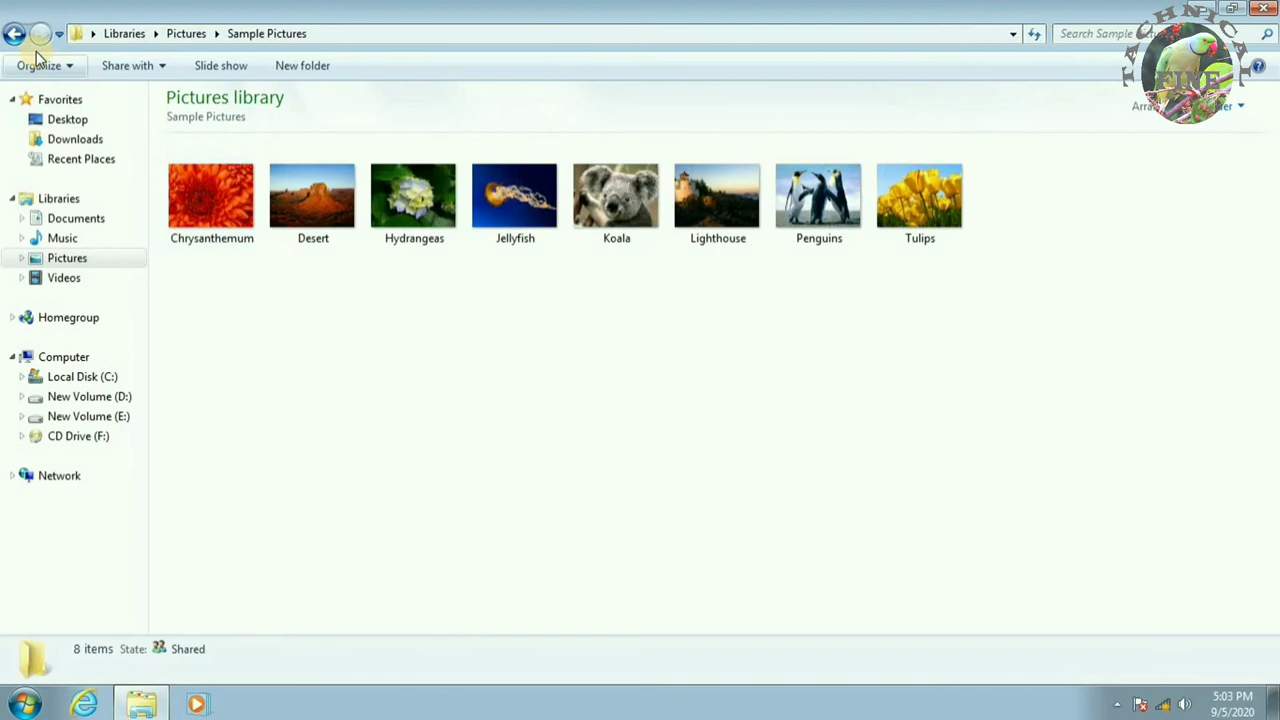 Libraries Pictures Sample Pictures
Search Sample
TACHNICAL
FINE
Organize Share with Slide show New folder
Pictures library
Sample Pictures
Favorites
Desktop
Downloads
Recent Places
Libraries
Documents
Music
Pictures
Videos
Homegroup
Computer
Local Disk (C:)
New Volume (D:)
New Volume (E:)
CD Drive (F:)
Network
Chrysanthemum Desert Hydrangeas Jellyfish Koala Lighthouse Penguins Tulips
8 items State: Shared
5:03 PM
9/5/2020